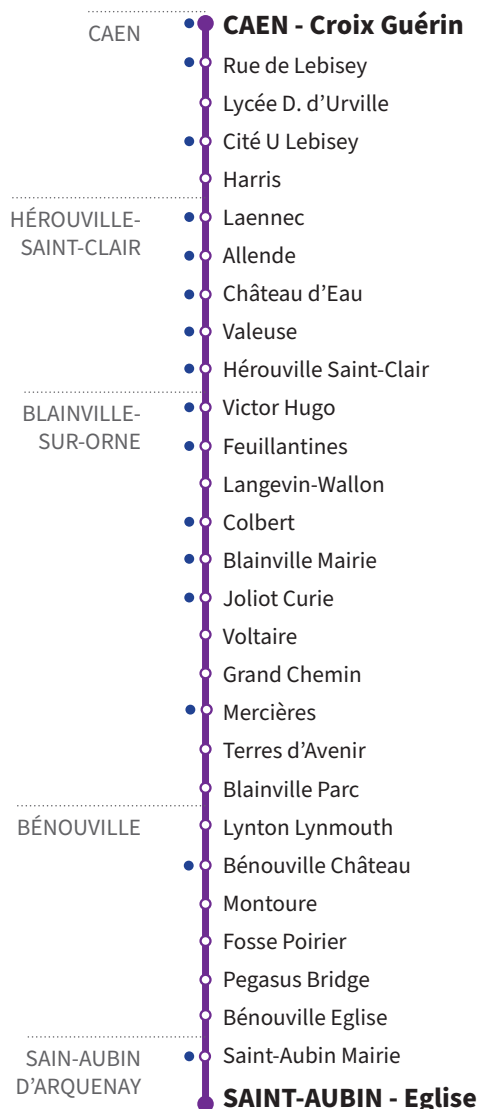 CAEN
CAEN - Croix Guérin
Rue de Lebisey
Lycée D. d'Urville
Cité U Lebisey
Harris
HÉROUVILLE-
SAINT-CLAIR
Laennec
Allende
Château d'Eau
Valeuse
Hérouville Saint-Clair
BLAINVILLE-
SUR-ORNE
Victor Hugo
Feuillantines
Langevin-Wallon
Colbert
Blainville Mairie
Joliot Curie
Voltaire
Grand Chemin
Mercières
Terres d'Avenir
Blainville Parc
BÉNOUVILLE
Lynton Lynmouth
Bénouville Château
Montoure
Fosse Poirier
Pegasus Bridge
Bénouville Eglise
SAIN-AUBIN
D'ARQUENAY
Saint-Aubin Mairie
SAINT-AUBIN - Eglise